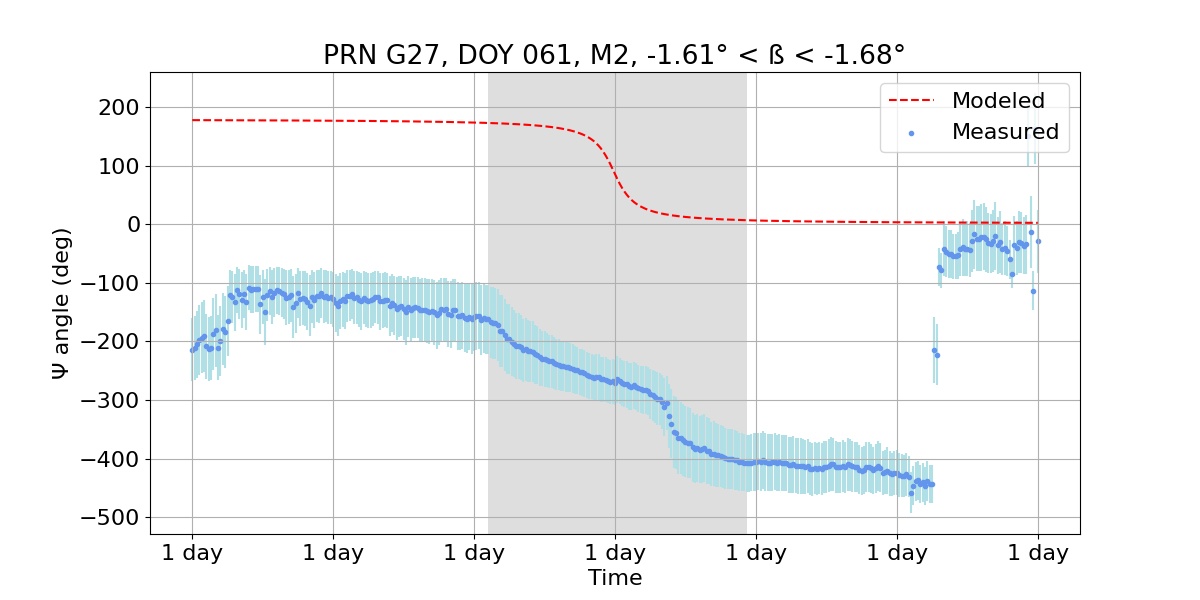 PRN G27, DOY 061, M2, -1.61° < ß < -1.68°
Modeled
Measured
200
100
0
−100
−200
−300
−400
−500
Ψ angle (deg)
1 day 1 day 1 day 1 day 1 day 1 day 1 day
Time